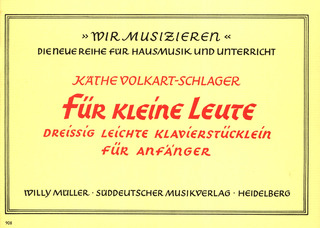 »WIR MUSIZIEREN«
DIE NEUE REIHE FÜR HAUSMUSIK UND UNTERRICHT
KÄTHE VOLKART-SCHLAGER
FÜR KLEINE LEUTE
DREISSIG LEICHTE KLAVIERSTÜCKLEIN
FÜR ANFÄNGER
WILLY MÜLLER · SÜDDEUTSCHER MUSIKVERLAG · HEIDELBERG
903